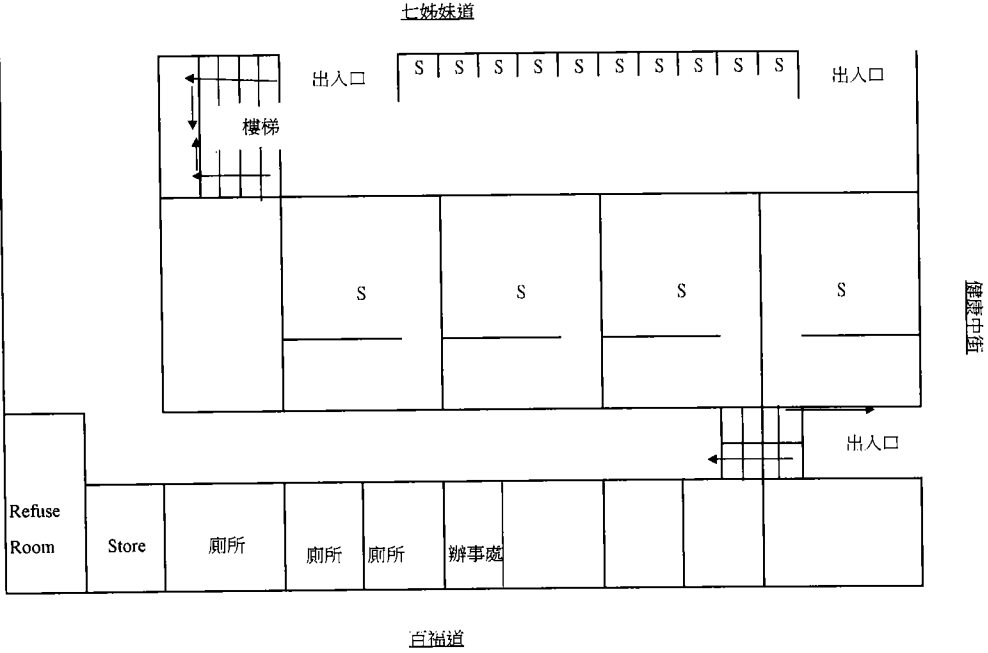 七姊妹道
出入口
S S S S S S S S S S
出入口
樓梯
S
S
S
S
健康中街
出入口
Refuse
Room
Store
廁所
廁所
廁所
辦事處
百福道